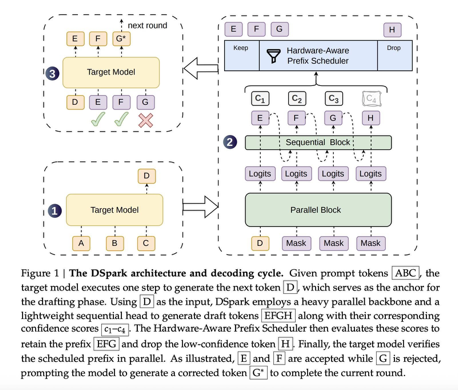 next round
E F G*
3
Target Model
D E F G
D
1
Target Model
A B C
E F G H
Keep
Hardware-Aware
Prefix Scheduler
Drop
C1 C2 C3 C4
E F G H
2
Sequential Block
Logits Logits Logits Logits
Parallel Block
D Mask Mask Mask
Figure 1 | The DSpark architecture and decoding cycle. Given prompt tokens ABC, the
target model executes one step to generate the next token D, which serves as the anchor for
the drafting phase. Using D as the input, DSpark employs a heavy parallel backbone and
a lightweight sequential head to generate draft tokens EFGH along with their corresponding
confidence scores c1–c4. The Hardware-Aware Prefix Scheduler then evaluates these scores to
retain the prefix EFG and drop the low-confidence token H. Finally, the target model verifies
the scheduled prefix in parallel. As illustrated, E and F are accepted while G is rejected,
prompting the model to generate a corrected token G* to complete the current round.